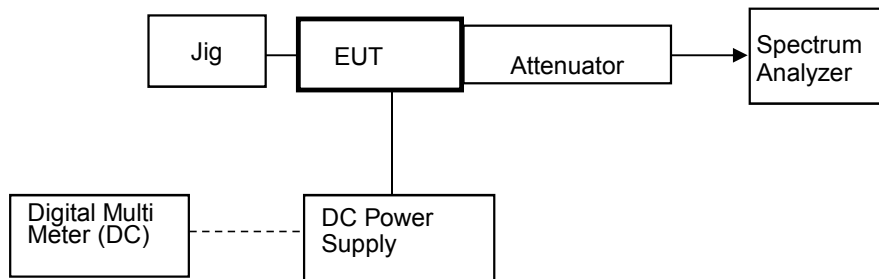 Jig
EUT
Attenuator
Spectrum
Analyzer
Digital Multi
Meter (DC)
DC Power
Supply